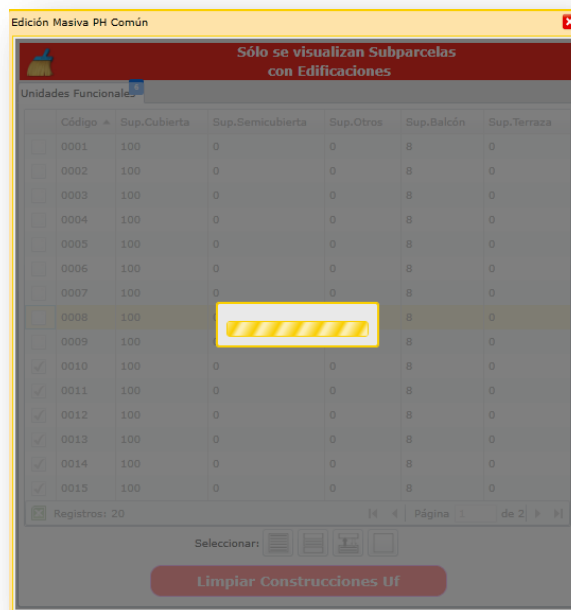 Edición Masiva PH Común
Sólo se visualizan Subparcelas
con Edificaciones
Unidades Funcionales
Código Sup.Cubierta Sup.Semicubierta Sup.Otros Sup.Balcón Sup.Terraza
0001 100 0 0 8 0
0002 100 0 0 8 0
0003 100 0 0 8 0
0004 100 0 0 8 0
0005 100 0 0 8 0
0006 100 0 0 8 0
0007 100 0 0 8 0
0008 100 8 0
0009 100 8 0
0010 100 0 0 8 0
0011 100 0 0 8 0
0012 100 0 0 8 0
0013 100 0 0 8 0
0014 100 0 0 8 0
0015 100 0 0 8 0
Registros: 20 Página de 2
Seleccionar:
Limpiar Construcciones Uf